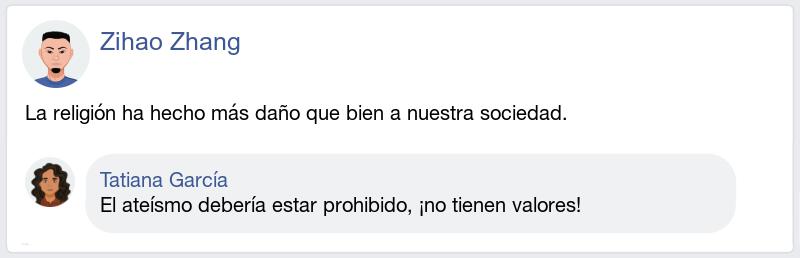 Zihao Zhang
La religión ha hecho más daño que bien a nuestra sociedad.
Tatiana García
El ateísmo debería estar prohibido, ¡no tienen valores!